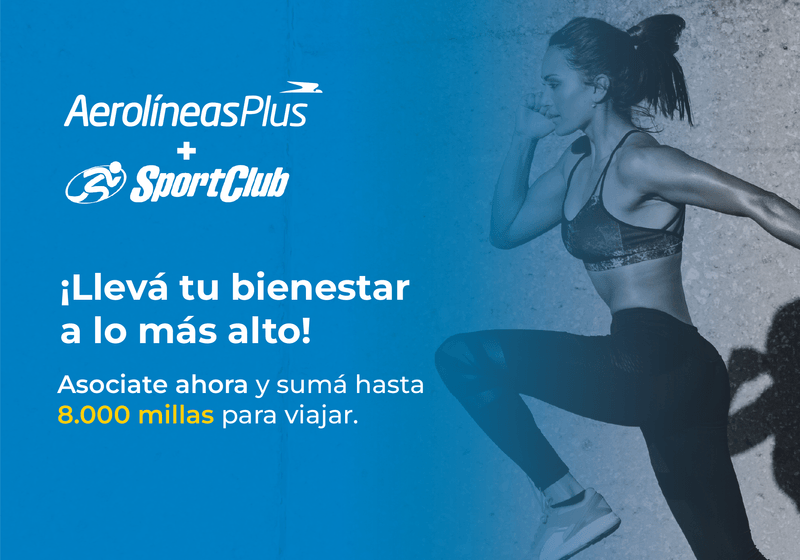 AerolíneasPlus
+
SportClub
¡Llevá tu bienestar
a lo más alto!
Asociate ahora y sumá hasta
8.000 millas para viajar.